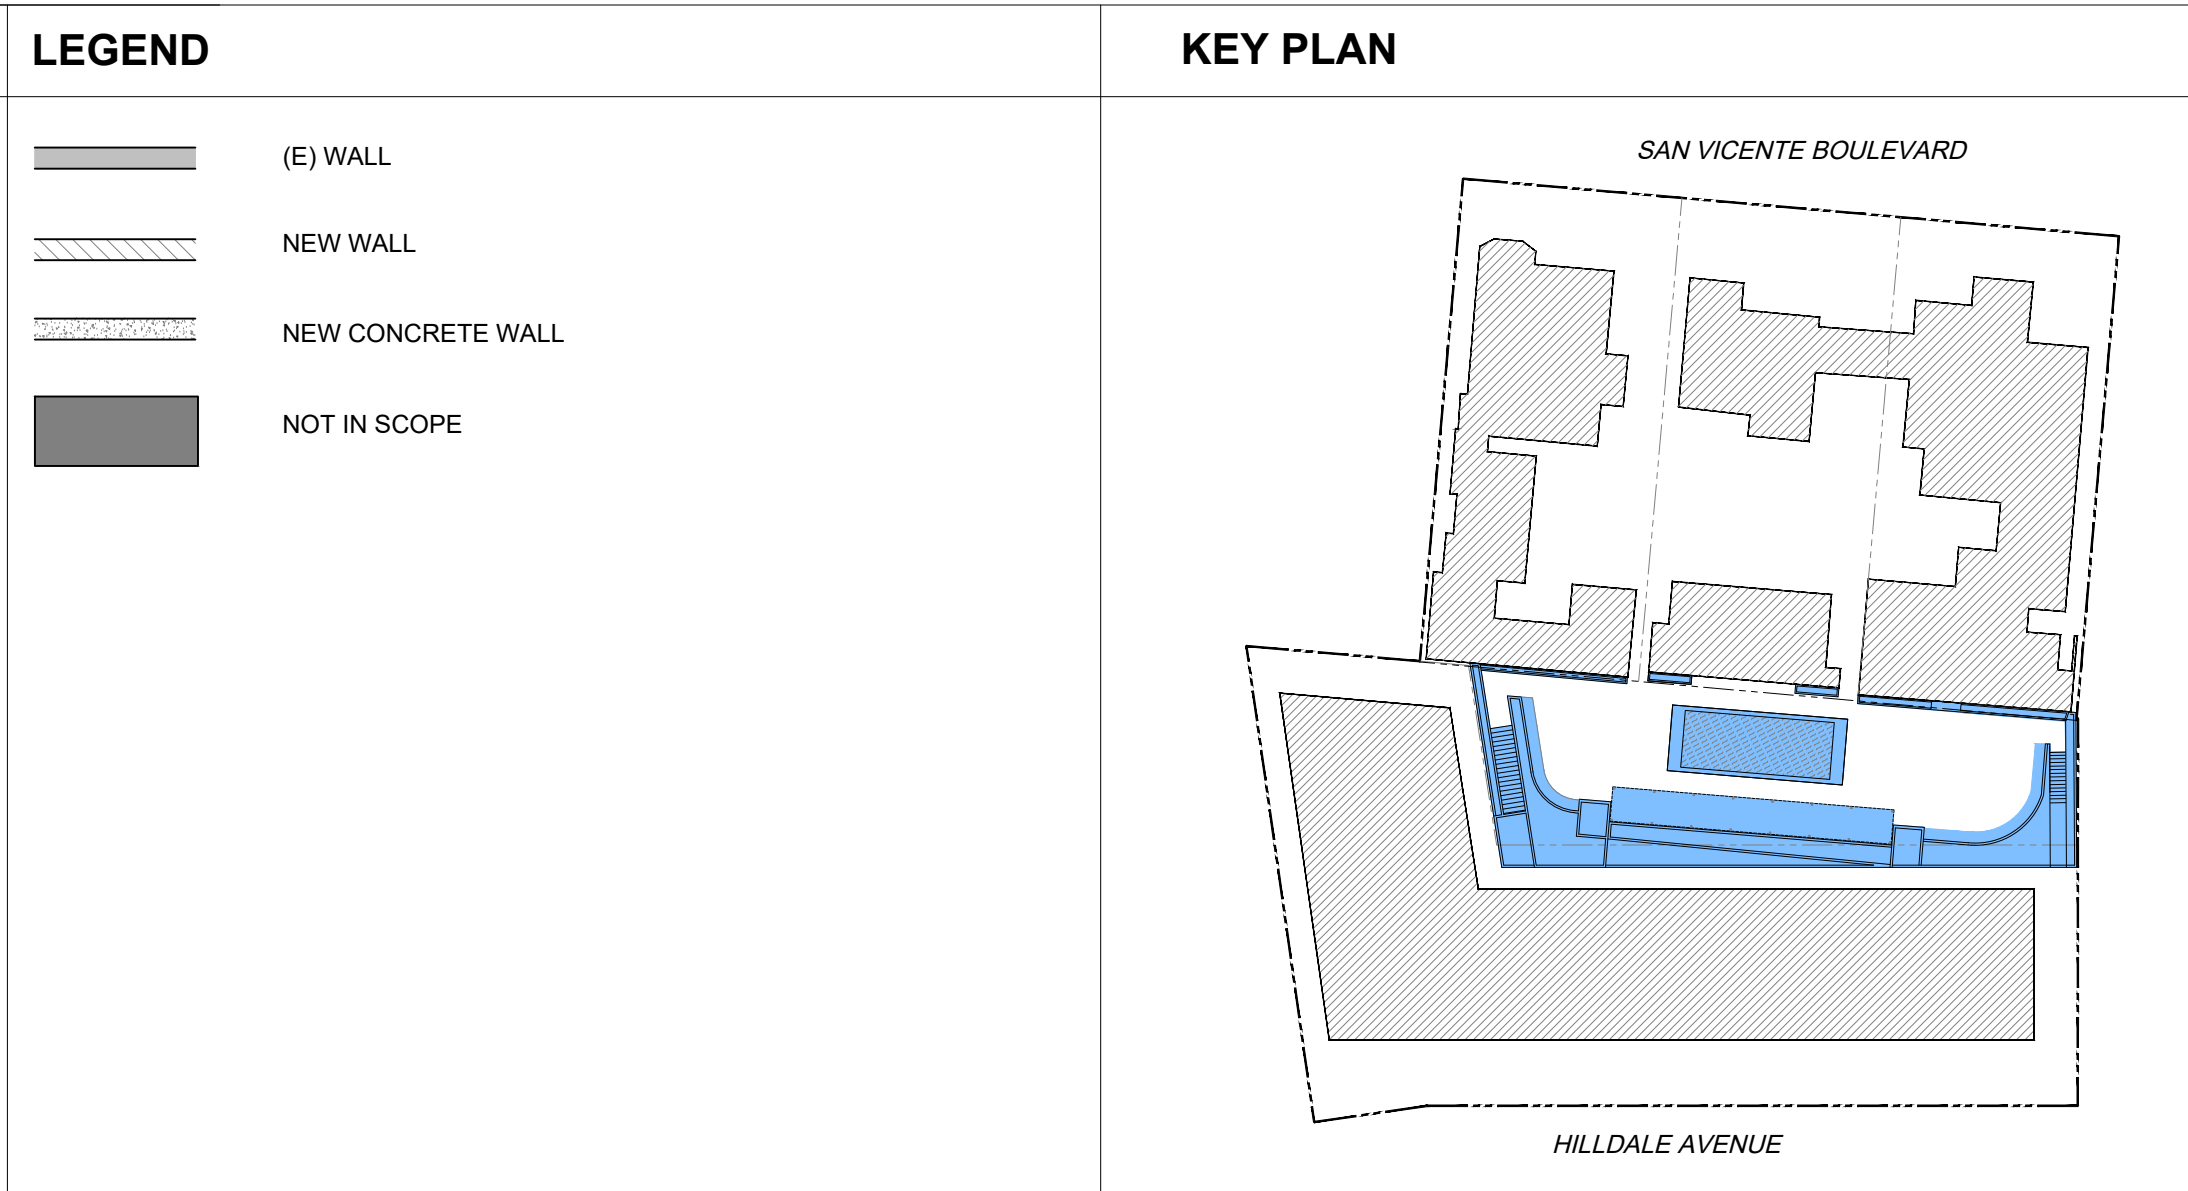 LEGEND
(E) WALL
NEW WALL
NEW CONCRETE WALL
NOT IN SCOPE
KEY PLAN
SAN VICENTE BOULEVARD
HILLDALE AVENUE